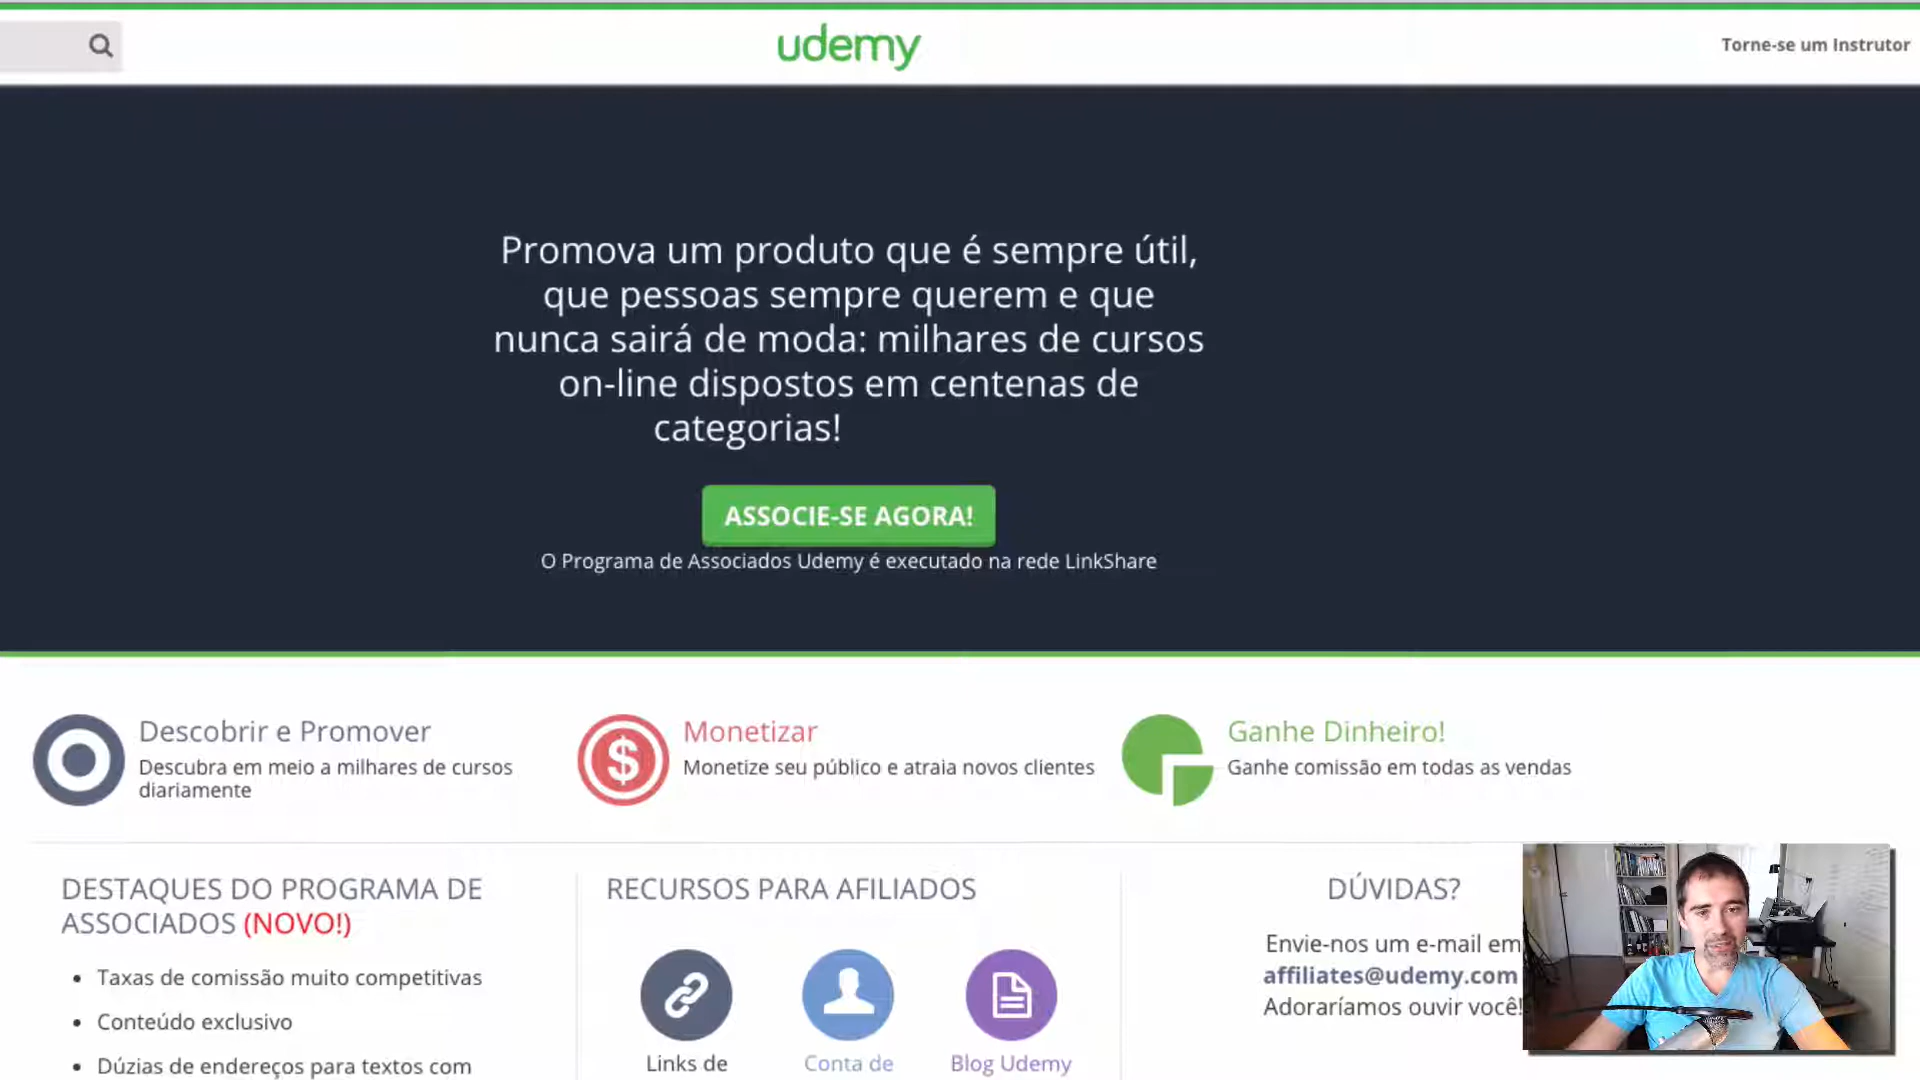 udemy
Torne-se um Instrutor
Promova um produto que é sempre útil,
que pessoas sempre querem e que
nunca sairá de moda: milhares de cursos
on-line dispostos em centenas de
categorias!
ASSOCIE-SE AGORA!
O Programa de Associados Udemy é executado na rede LinkShare
Descobrir e Promover
Descubra em meio a milhares de cursos
diariamente
Monetizar
Monetize seu público e atraia novos clientes
Ganhe Dinheiro!
Ganhe comissão em todas as vendas
DESTAQUES DO PROGRAMA DE
ASSOCIADOS (NOVO!)
• Taxas de comissão muito competitivas
• Conteúdo exclusivo
• Dúzias de endereços para textos com
RECURSOS PARA AFILIADOS
Links de
Conta de
Blog Udemy
DÚVIDAS?
Envie-nos um e-mail em
affiliates@udemy.com
Adoraríamos ouvir você!